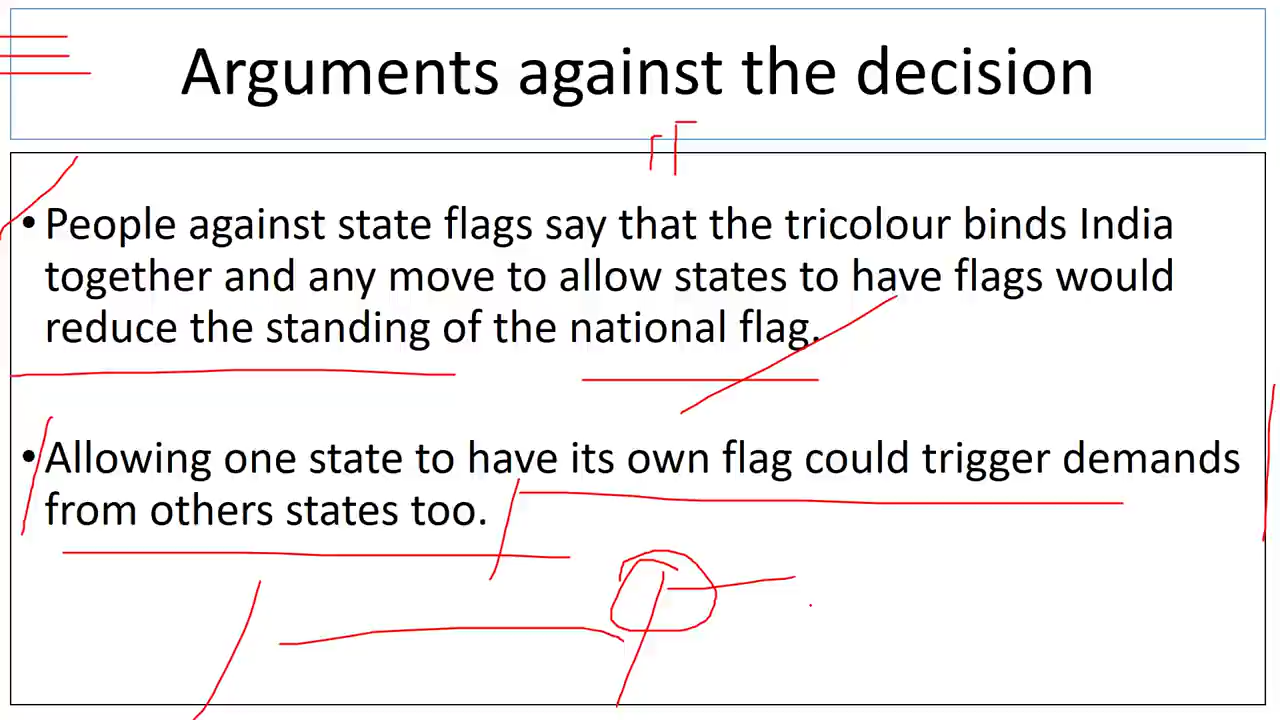 Arguments against the decision
• People against state flags say that the tricolour binds India
together and any move to allow states to have flags would
reduce the standing of the national flag.
• Allowing one state to have its own flag could trigger demands
from others states too.